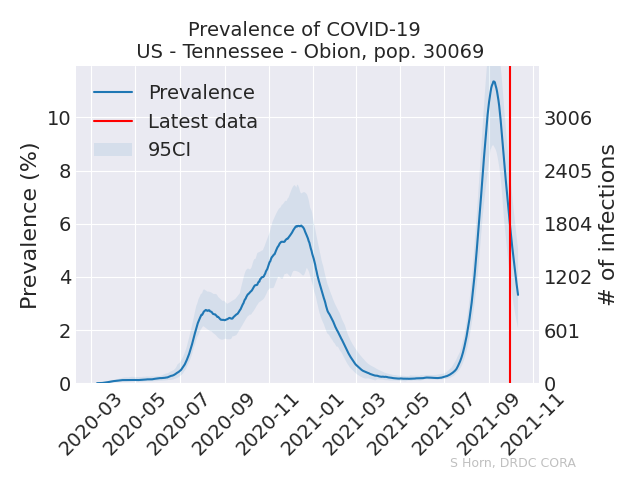 Prevalence of COVID-19
US - Tennessee - Obion, pop. 30069
Prevalence
Latest data
95CI
Prevalence (%)
10
8
6
4
2
0
3006
2405
1804
1202
601
0
# of infections
2020-03
2020-05
2020-07
2020-09
2020-11
2021-01
2021-03
2021-05
2021-07
2021-09
2021-11
S Horn, DRDC CORA